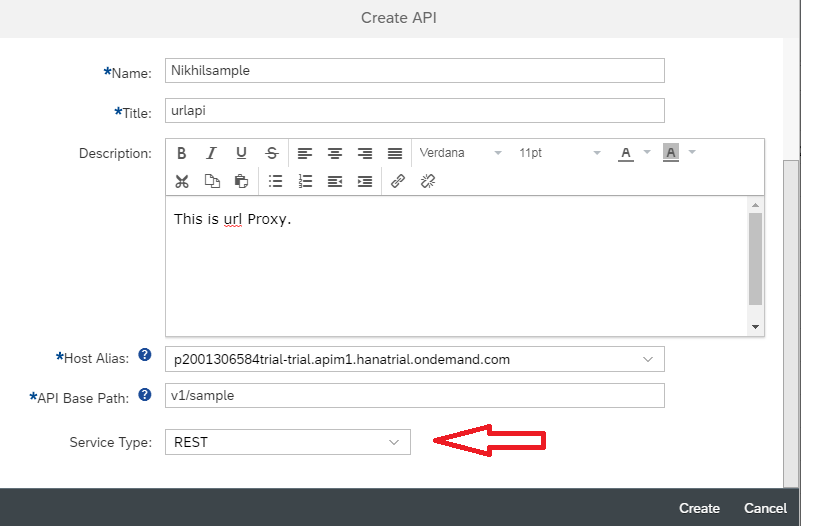 Create API
*Name: Nikhilsample
*Title: urlapi
Description: B I U S Verdana 11pt A A
This is url Proxy.
*Host Alias: ? p2001306584trial-trial.apim1.hanatrial.ondemand.com
*API Base Path: ? v1/sample
Service Type: REST
Create Cancel